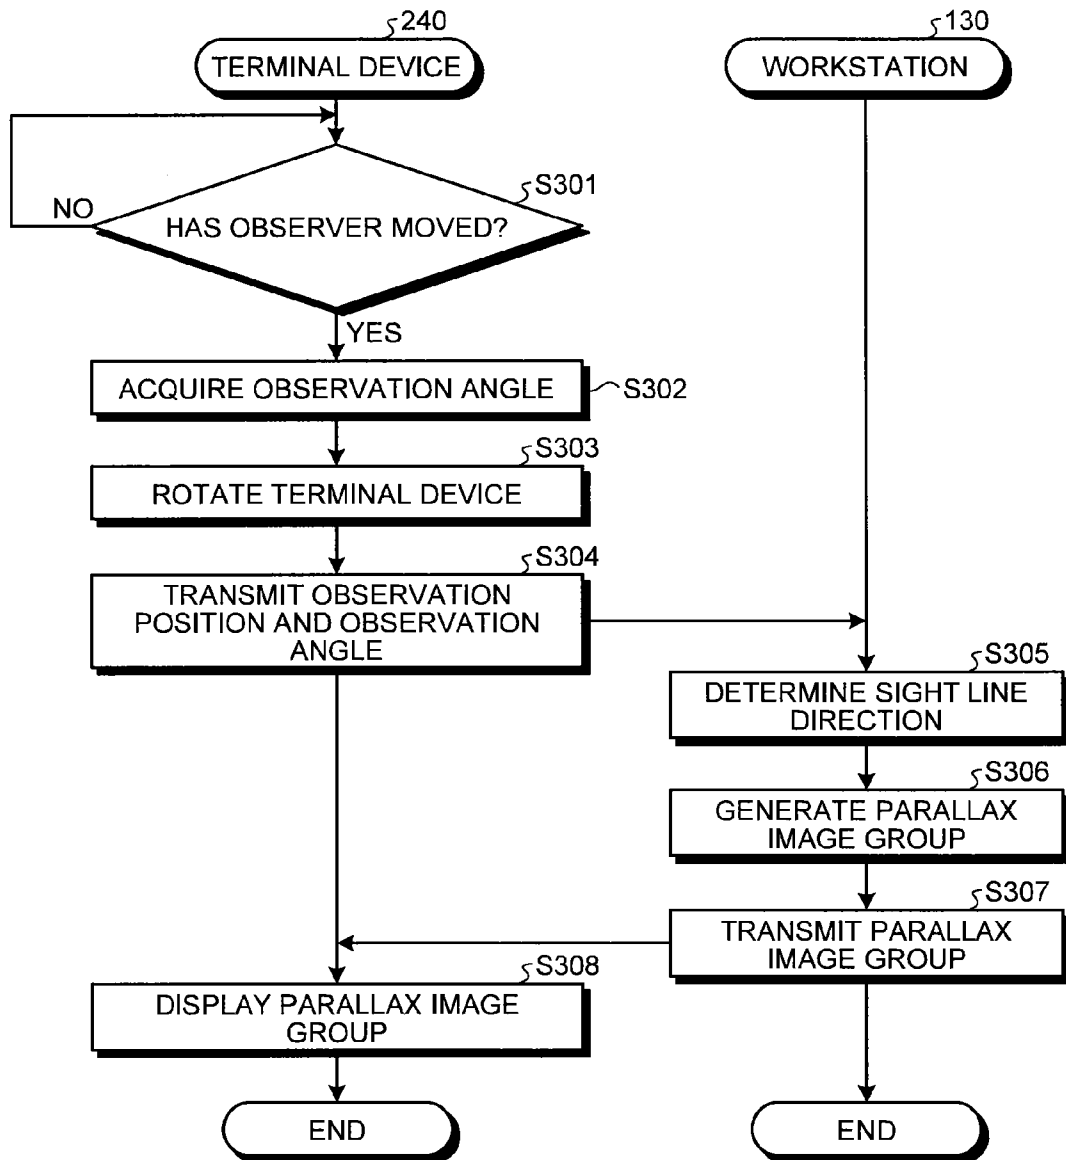 240
TERMINAL DEVICE
130
WORKSTATION
S301
NO
HAS OBSERVER MOVED?
YES
ACQUIRE OBSERVATION ANGLE
S302
S303
ROTATE TERMINAL DEVICE
S304
TRANSMIT OBSERVATION
POSITION AND OBSERVATION
ANGLE
S305
DETERMINE SIGHT LINE
DIRECTION
S306
GENERATE PARALLAX
IMAGE GROUP
S307
TRANSMIT PARALLAX
IMAGE GROUP
S308
DISPLAY PARALLAX IMAGE
GROUP
END
END